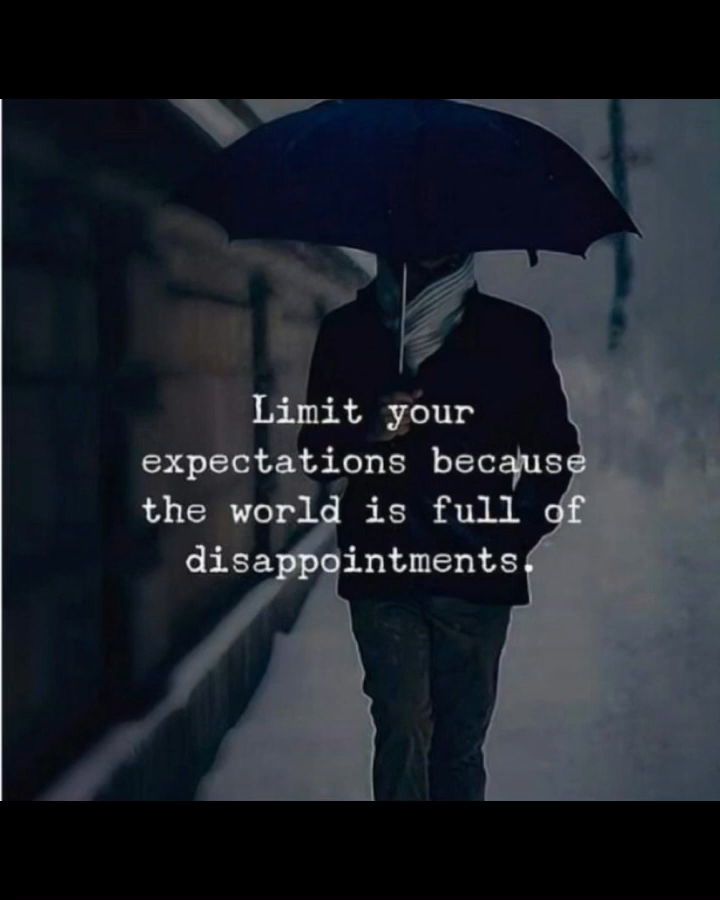 Limit your
expectations because
the world is full of
disappointments.